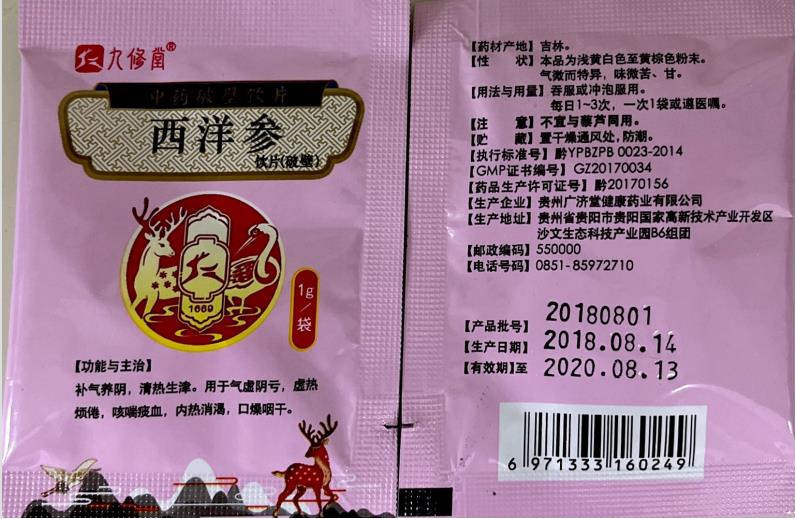 九修堂®
中药破壁饮片
西洋参
饮片(破壁)
1669
1g/袋
【功能与主治】
补气养阴，清热生津。用于气虚阴亏，虚热
烦倦，咳喘痰血，内热消渴，口燥咽干。
【药材产地】吉林。
【性 状】本品为浅黄白色至黄棕色粉末。
气微而特异，味微苦、甘。
【用法与用量】吞服或冲泡服用。
每日1~3次，一次1袋或遵医嘱。
【注 意】不宜与藜芦同用。
【贮 藏】置干燥通风处，防潮。
【执行标准号】黔YPBZPB 0023-2014
【GMP证书编号】GZ20170034
【药品生产许可证号】黔20170156
【生产企业】贵州广济堂健康药业有限公司
【生产地址】贵州省贵阳市贵阳国家高新技术产业开发区
沙文生态科技产业园B6组团
【邮政编码】550000
【电话号码】0851-85972710
【产品批号】20180801
【生产日期】2018.08.14
【有效期】至 2020.08.13
6 971333 160249